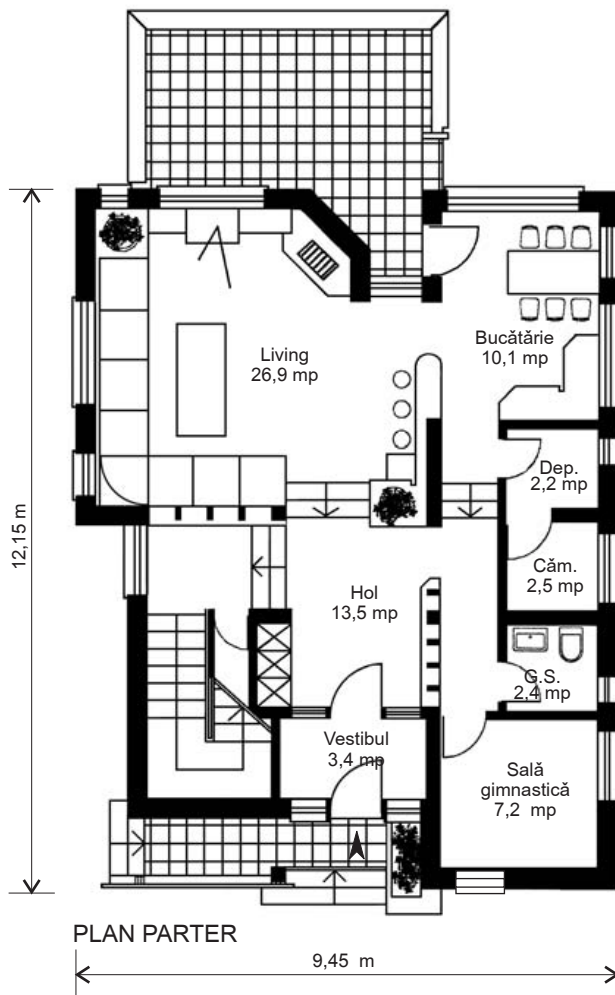 Living
26,9 mp
Bucătărie
10,1 mp
Dep.
2,2 mp
Căm.
2,5 mp
Hol
13,5 mp
G.S.
2,4 mp
Vestibul
3,4 mp
Sală
gimnastică
7,2 mp
12,15 m
PLAN PARTER
9,45 m